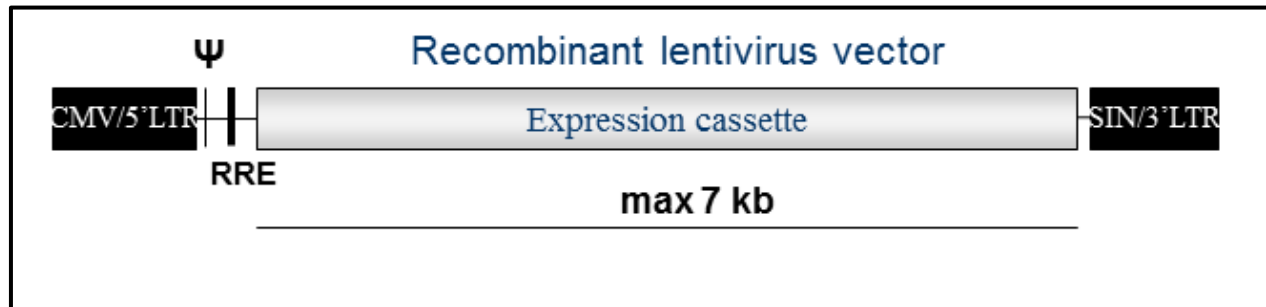 Ψ
Recombinant lentivirus vector
CMV/5’LTR
Expression cassette
SIN/3’LTR
RRE
max 7 kb